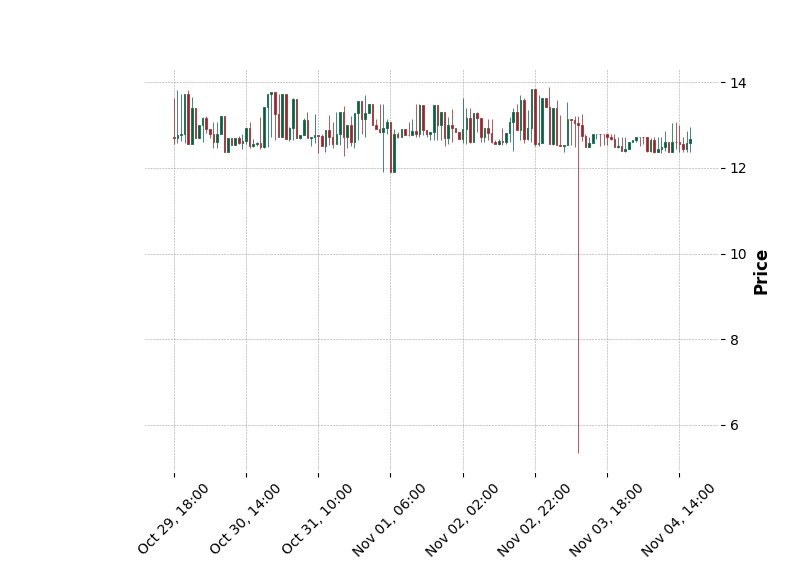 14
12
10
8
6
Price
Oct 29, 18:00
Oct 30, 14:00
Oct 31, 10:00
Nov 01, 06:00
Nov 02, 02:00
Nov 02, 22:00
Nov 03, 18:00
Nov 04, 14:00